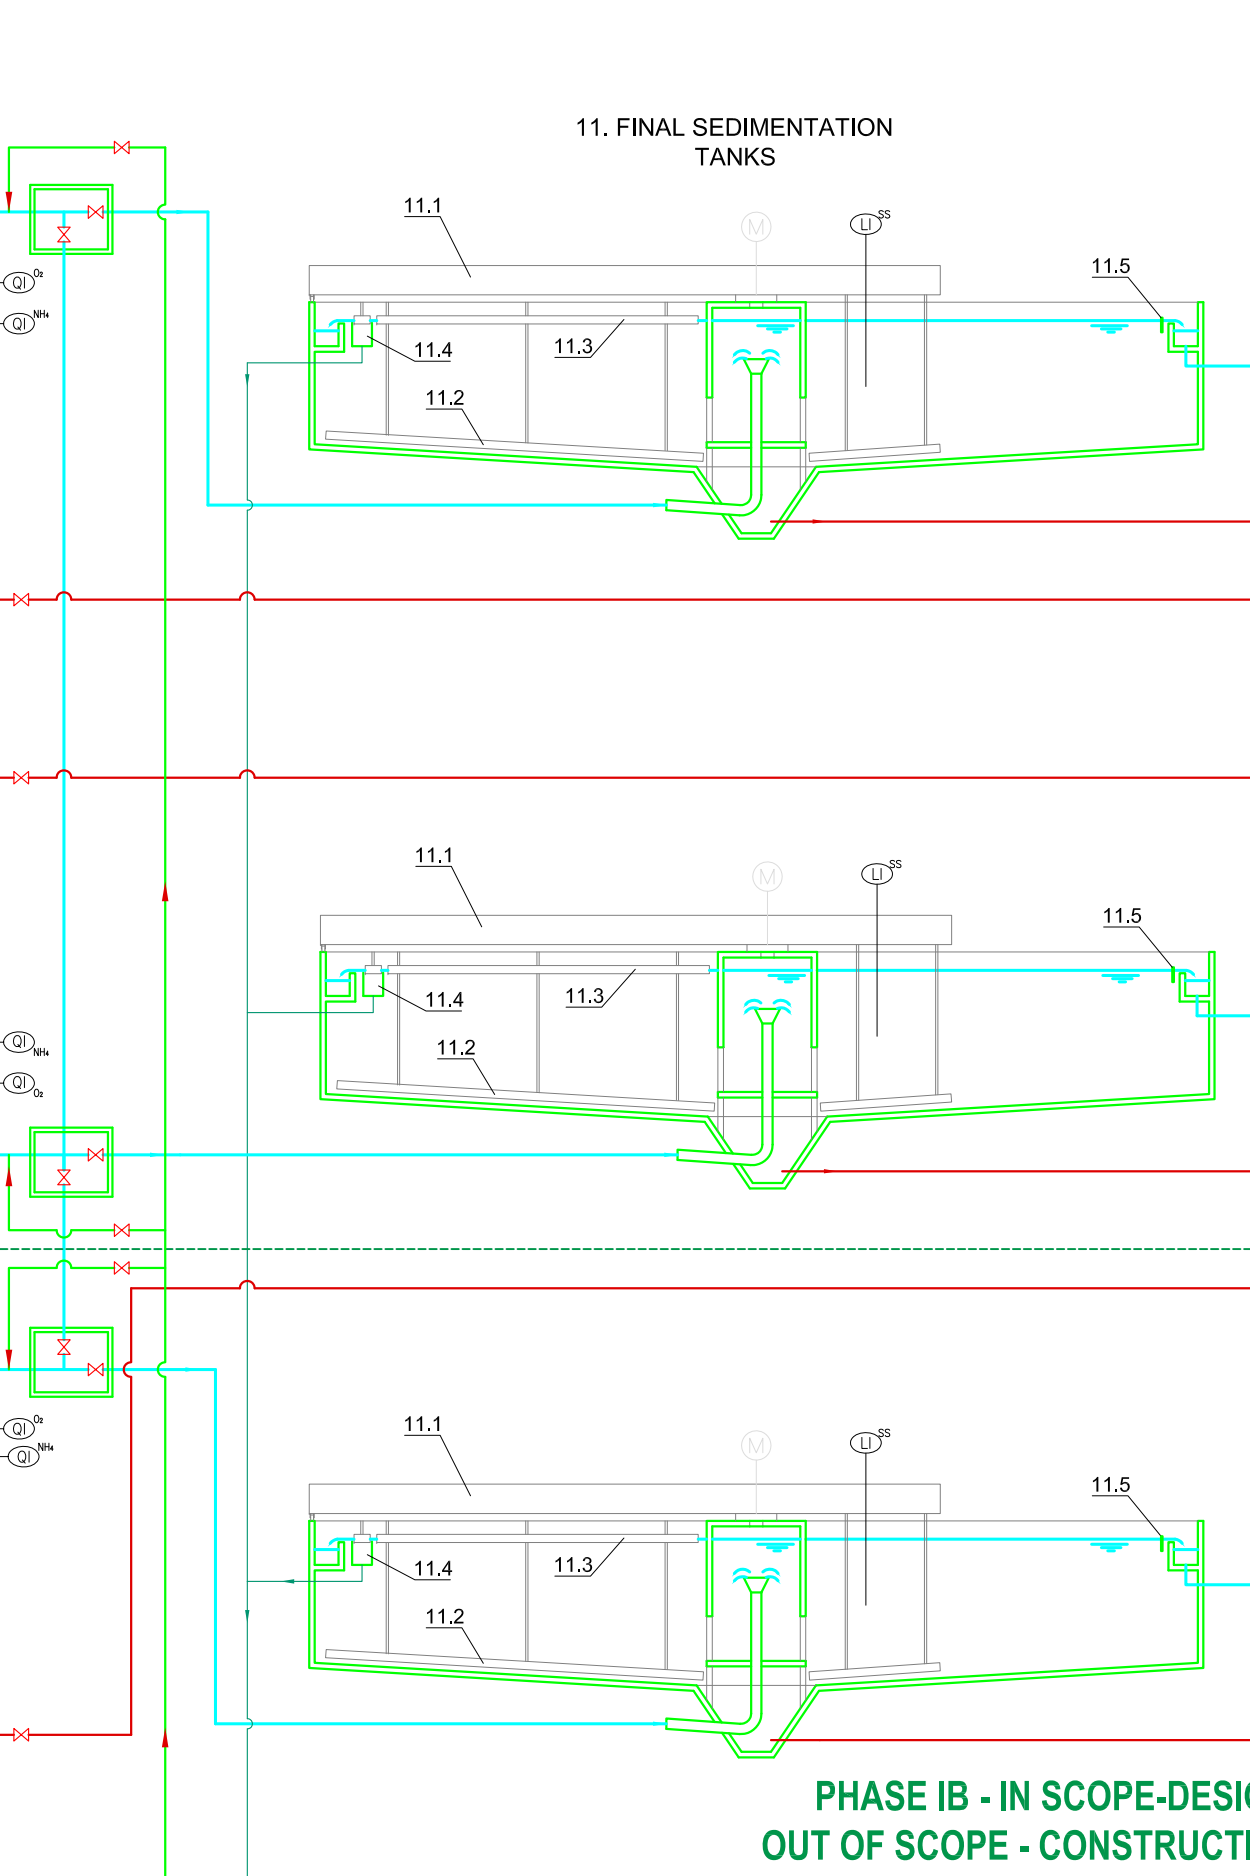 11. FINAL SEDIMENTATION
TANKS
11.1
M
LI SS
11.5
QI O₂
QI NH₄
11.4
11.3
11.2
11.1
M
LI SS
11.5
11.4
11.3
11.2
QI NH₄
QI O₂
11.1
M
LI SS
11.5
QI O₂
QI NH₄
11.4
11.3
11.2
PHASE IB - IN SCOPE-DESIG
OUT OF SCOPE - CONSTRUCTI